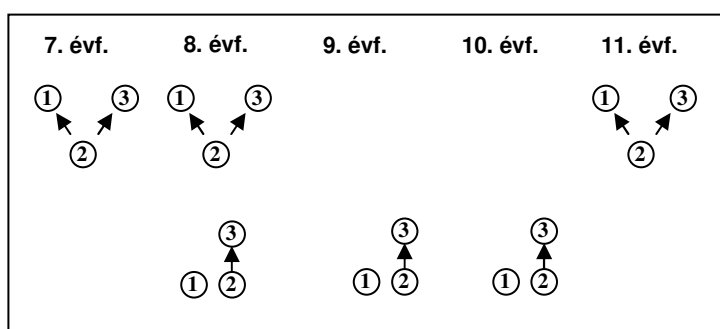 7. évf. 8. évf. 9. évf. 10. évf. 11. évf.
1 3 1 3 1 3
2 2 2
3 3 3
1 2 1 2 1 2